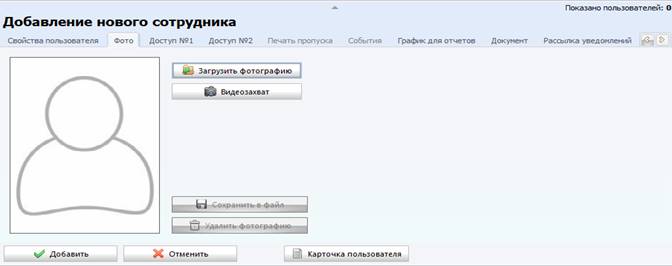 Показано пользователей: 0
Добавление нового сотрудника
Свойства пользователя Фото Доступ №1 Доступ №2 Печать пропуска События График для отчетов Документ Рассылка уведомлений
Загрузить фотографию
Видеозахват
Сохранить в файл
Удалить фотографию
Добавить Отменить Карточка пользователя